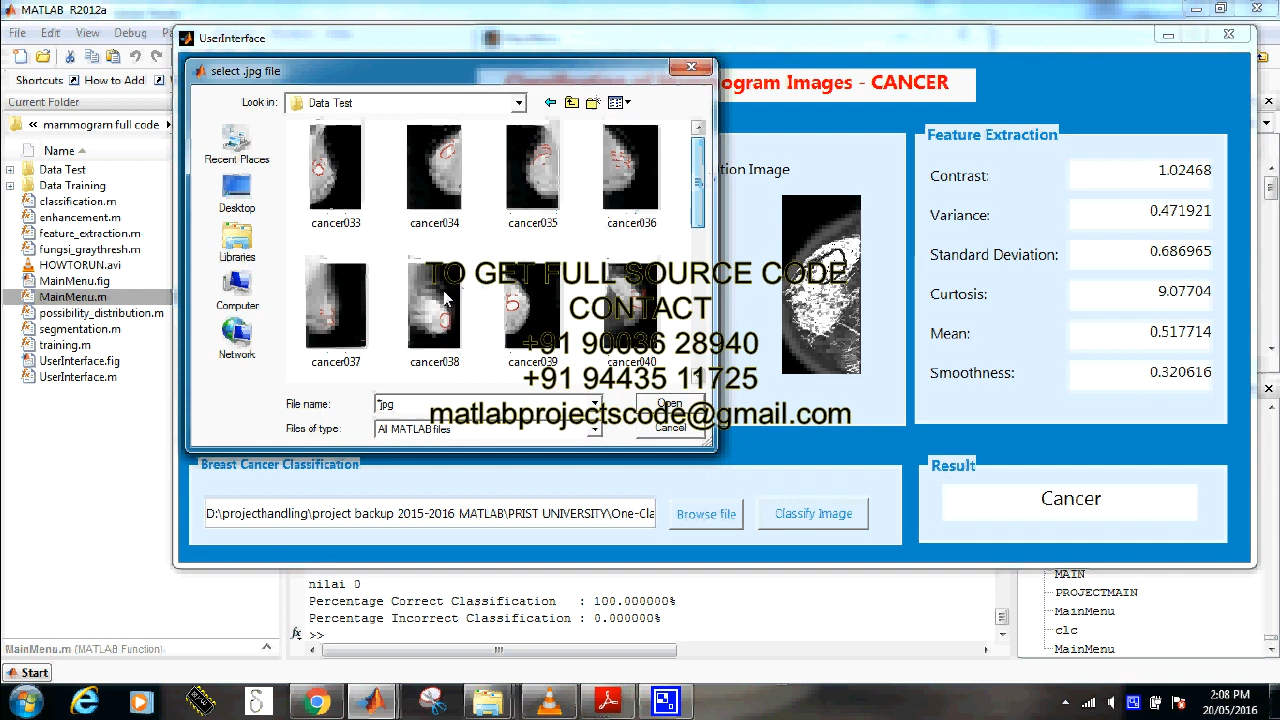 MATLAB R2012a
File Edit View Debug
Shortcuts How to Add
Current Folder
« mammogram full code
Name
Data Test
Data Training
classification.m
enhancement.m
feature_extraction.m
fungsi_graythresh.m
HOWTORUN.avi
MainMenu.fig
MainMenu.m
possibility_distribution.m
segmentation.m
training.m
UserInterface.fig
UserInterface.m
MainMenu.m (MATLAB Function)
Start
UserInterface
ogram Images - CANCER
select .jpg file
Look in: Data Test
Recent Places
Desktop
Libraries
Computer
Network
cancer033 cancer034 cancer035 cancer036
cancer037 cancer038 cancer039 cancer040
File name: *jpg Open
Files of type: All MATLAB files Cancel
TO GET FULL SOURCE CODE
CONTACT
+91 90036 28940
+91 94435 11725
matlabprojectscode@gmail.com
tion Image
Feature Extraction
Contrast: 1.02468
Variance: 0.471921
Standard Deviation: 0.686965
Curtosis: 9.07704
Mean: 0.517714
Smoothness: 0.320616
Breast Cancer Classification
D:\projecthandling\project backup 2015-2016 MATLAB\PRIST UNIVERSITY\One-Cla
Browse file
Classify Image
Result
Cancer
nilai 0
Percentage Correct Classification : 100.000000%
Percentage Incorrect Classification : 0.000000%
fx >>
MAIN
PROJECTMAIN
MainMenu
clc
MainMenu
2:08 PM
20/05/2016